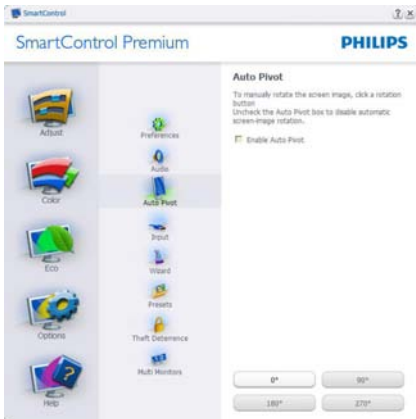 SmartControl
? x
SmartControl Premium
PHILIPS
Adjust
Color
Eco
Options
Help
Preferences
Audio
Auto Pivot
Input
Wizard
Presets
Theft Deterrence
Multi Monitors
Auto Pivot
To manually rotate the screen image, click a rotation
button
Uncheck the Auto Pivot box to disable automatic
screen-image rotation.
Enable Auto Pivot
0°
90°
180°
270°